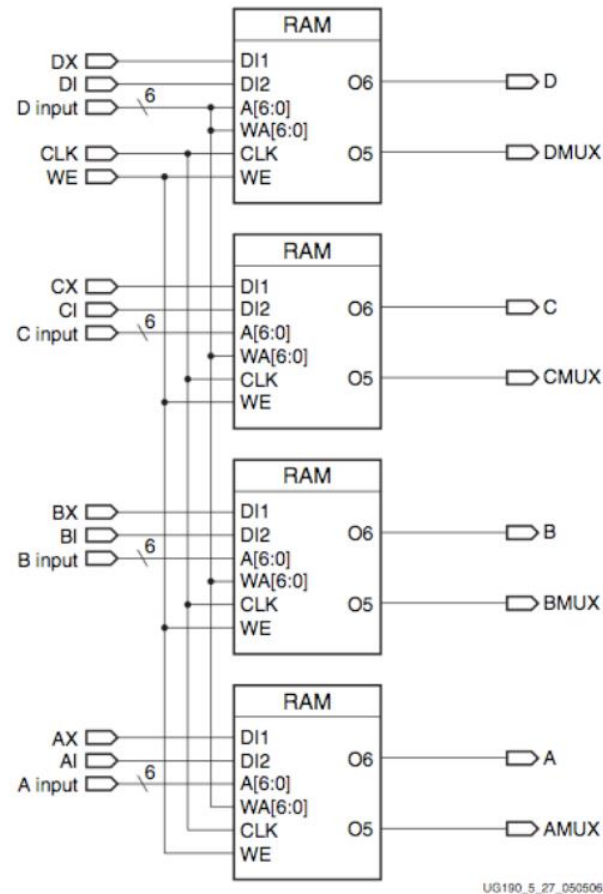 RAM
DX DI1
DI DI2 O6 D
D input 6 A[6:0]
WA[6:0]
CLK CLK O5 DMUX
WE WE
RAM
CX DI1
CI DI2 O6 C
C input 6 A[6:0]
WA[6:0]
CLK O5 CMUX
WE
RAM
BX DI1
BI DI2 O6 B
B input 6 A[6:0]
WA[6:0]
CLK O5 BMUX
WE
RAM
AX DI1
AI DI2 O6 A
A input 6 A[6:0]
WA[6:0]
CLK O5 AMUX
WE
UG190_5_27_050506